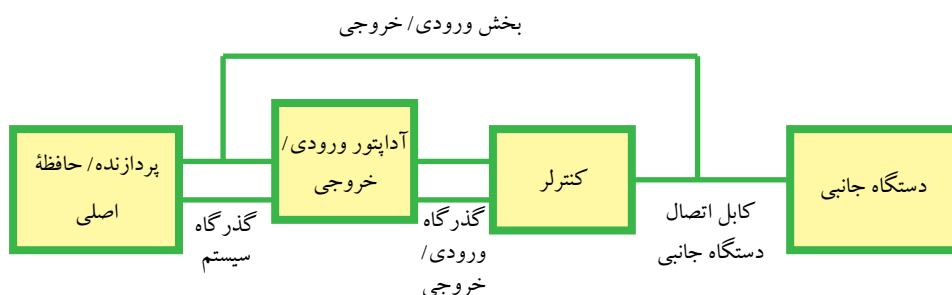 بخش ورودی/ خروجی
پردازنده/ حافظهٔ
اصلی
گذرگاه
سیستم
آداپتور ورودی/
خروجی
گذرگاه
ورودی/
خروجی
کنترلر
کابل اتصال
دستگاه جانبی
دستگاه جانبی